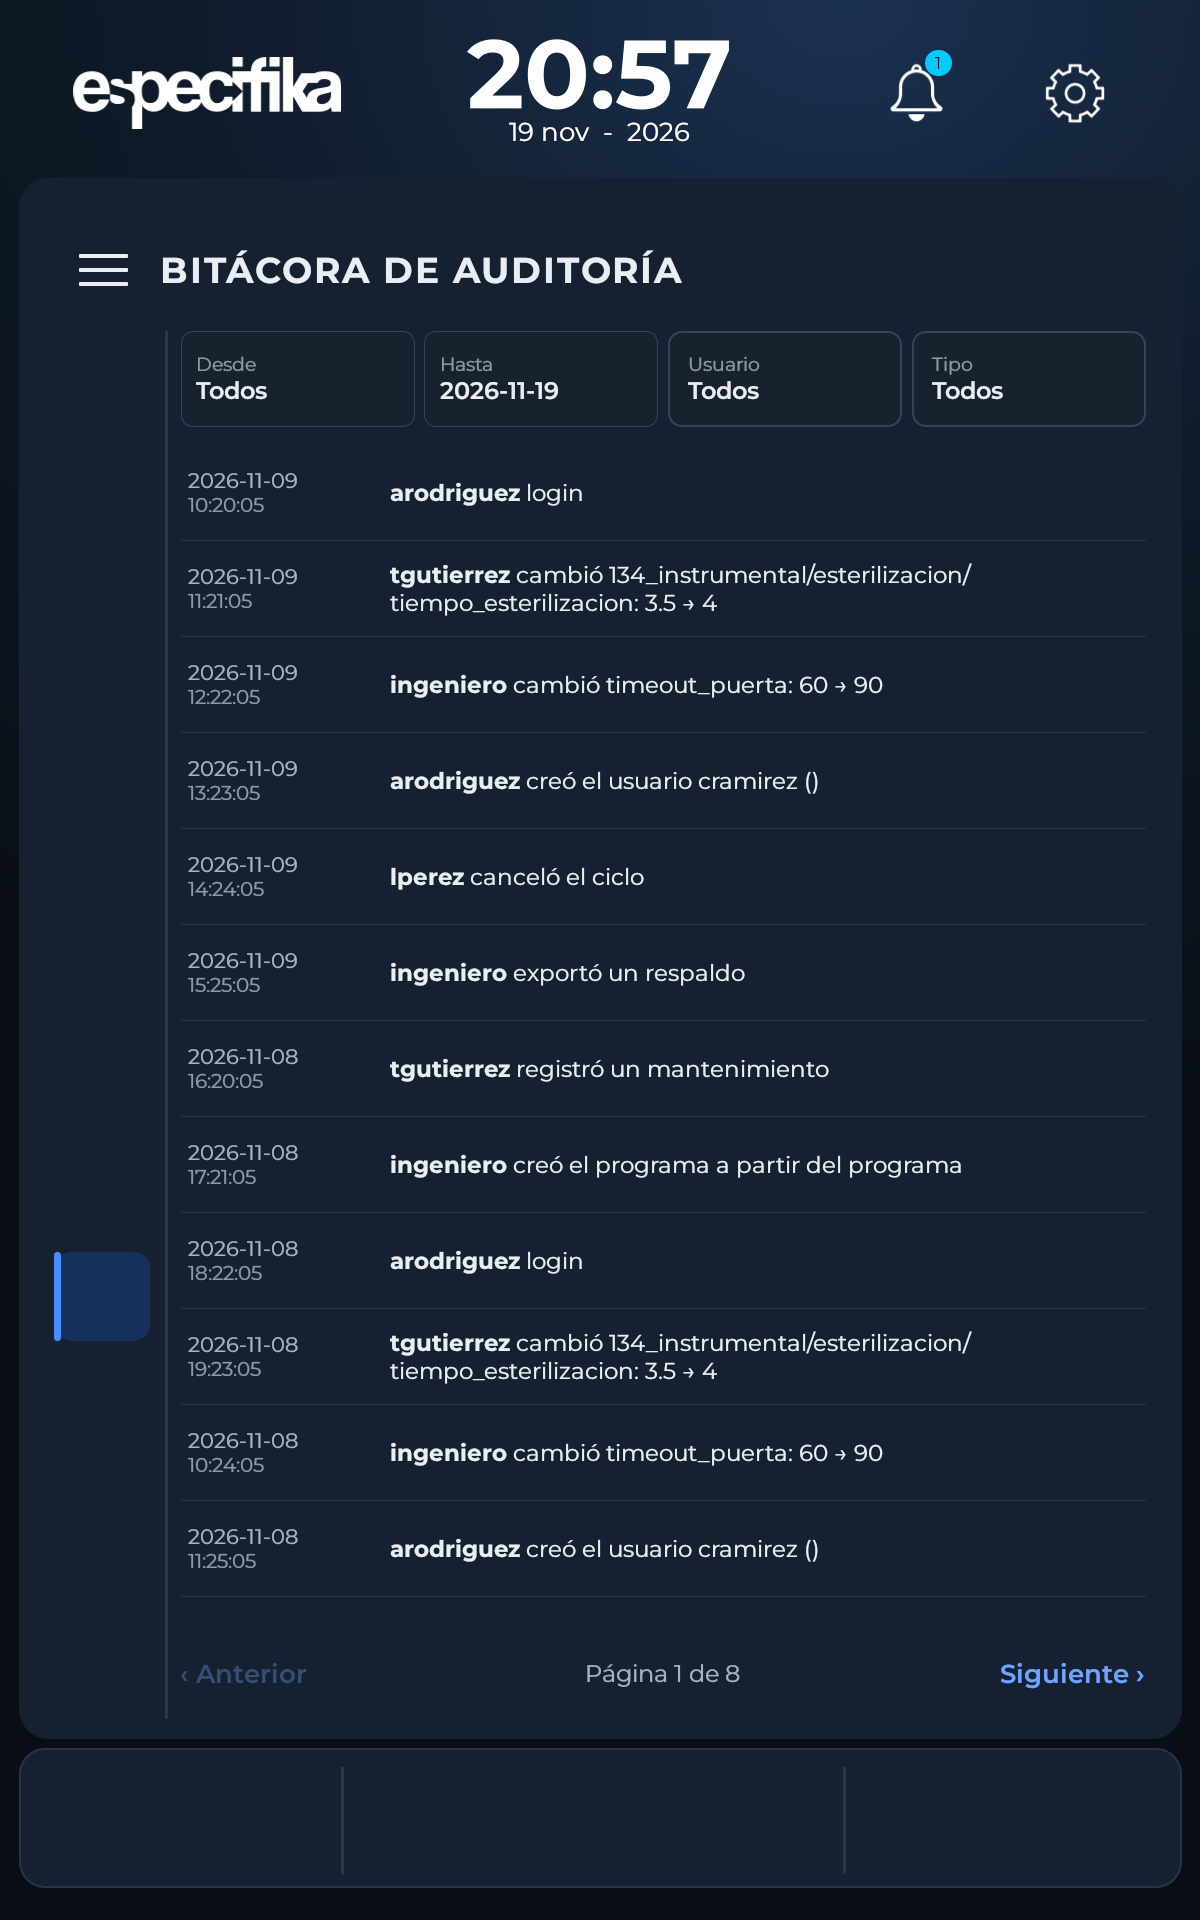 especifika
20:57
19 nov - 2026
1
BITÁCORA DE AUDITORÍA
Desde
Todos
Hasta
2026-11-19
Usuario
Todos
Tipo
Todos
2026-11-09
10:20:05
arodriguez login
2026-11-09
11:21:05
tgutierrez cambió 134_instrumental/esterilizacion/
tiempo_esterilizacion: 3.5 → 4
2026-11-09
12:22:05
ingeniero cambió timeout_puerta: 60 → 90
2026-11-09
13:23:05
arodriguez creó el usuario cramirez ()
2026-11-09
14:24:05
lperez canceló el ciclo
2026-11-09
15:25:05
ingeniero exportó un respaldo
2026-11-08
16:20:05
tgutierrez registró un mantenimiento
2026-11-08
17:21:05
ingeniero creó el programa a partir del programa
2026-11-08
18:22:05
arodriguez login
2026-11-08
19:23:05
tgutierrez cambió 134_instrumental/esterilizacion/
tiempo_esterilizacion: 3.5 → 4
2026-11-08
10:24:05
ingeniero cambió timeout_puerta: 60 → 90
2026-11-08
11:25:05
arodriguez creó el usuario cramirez ()
‹ Anterior
Página 1 de 8
Siguiente ›